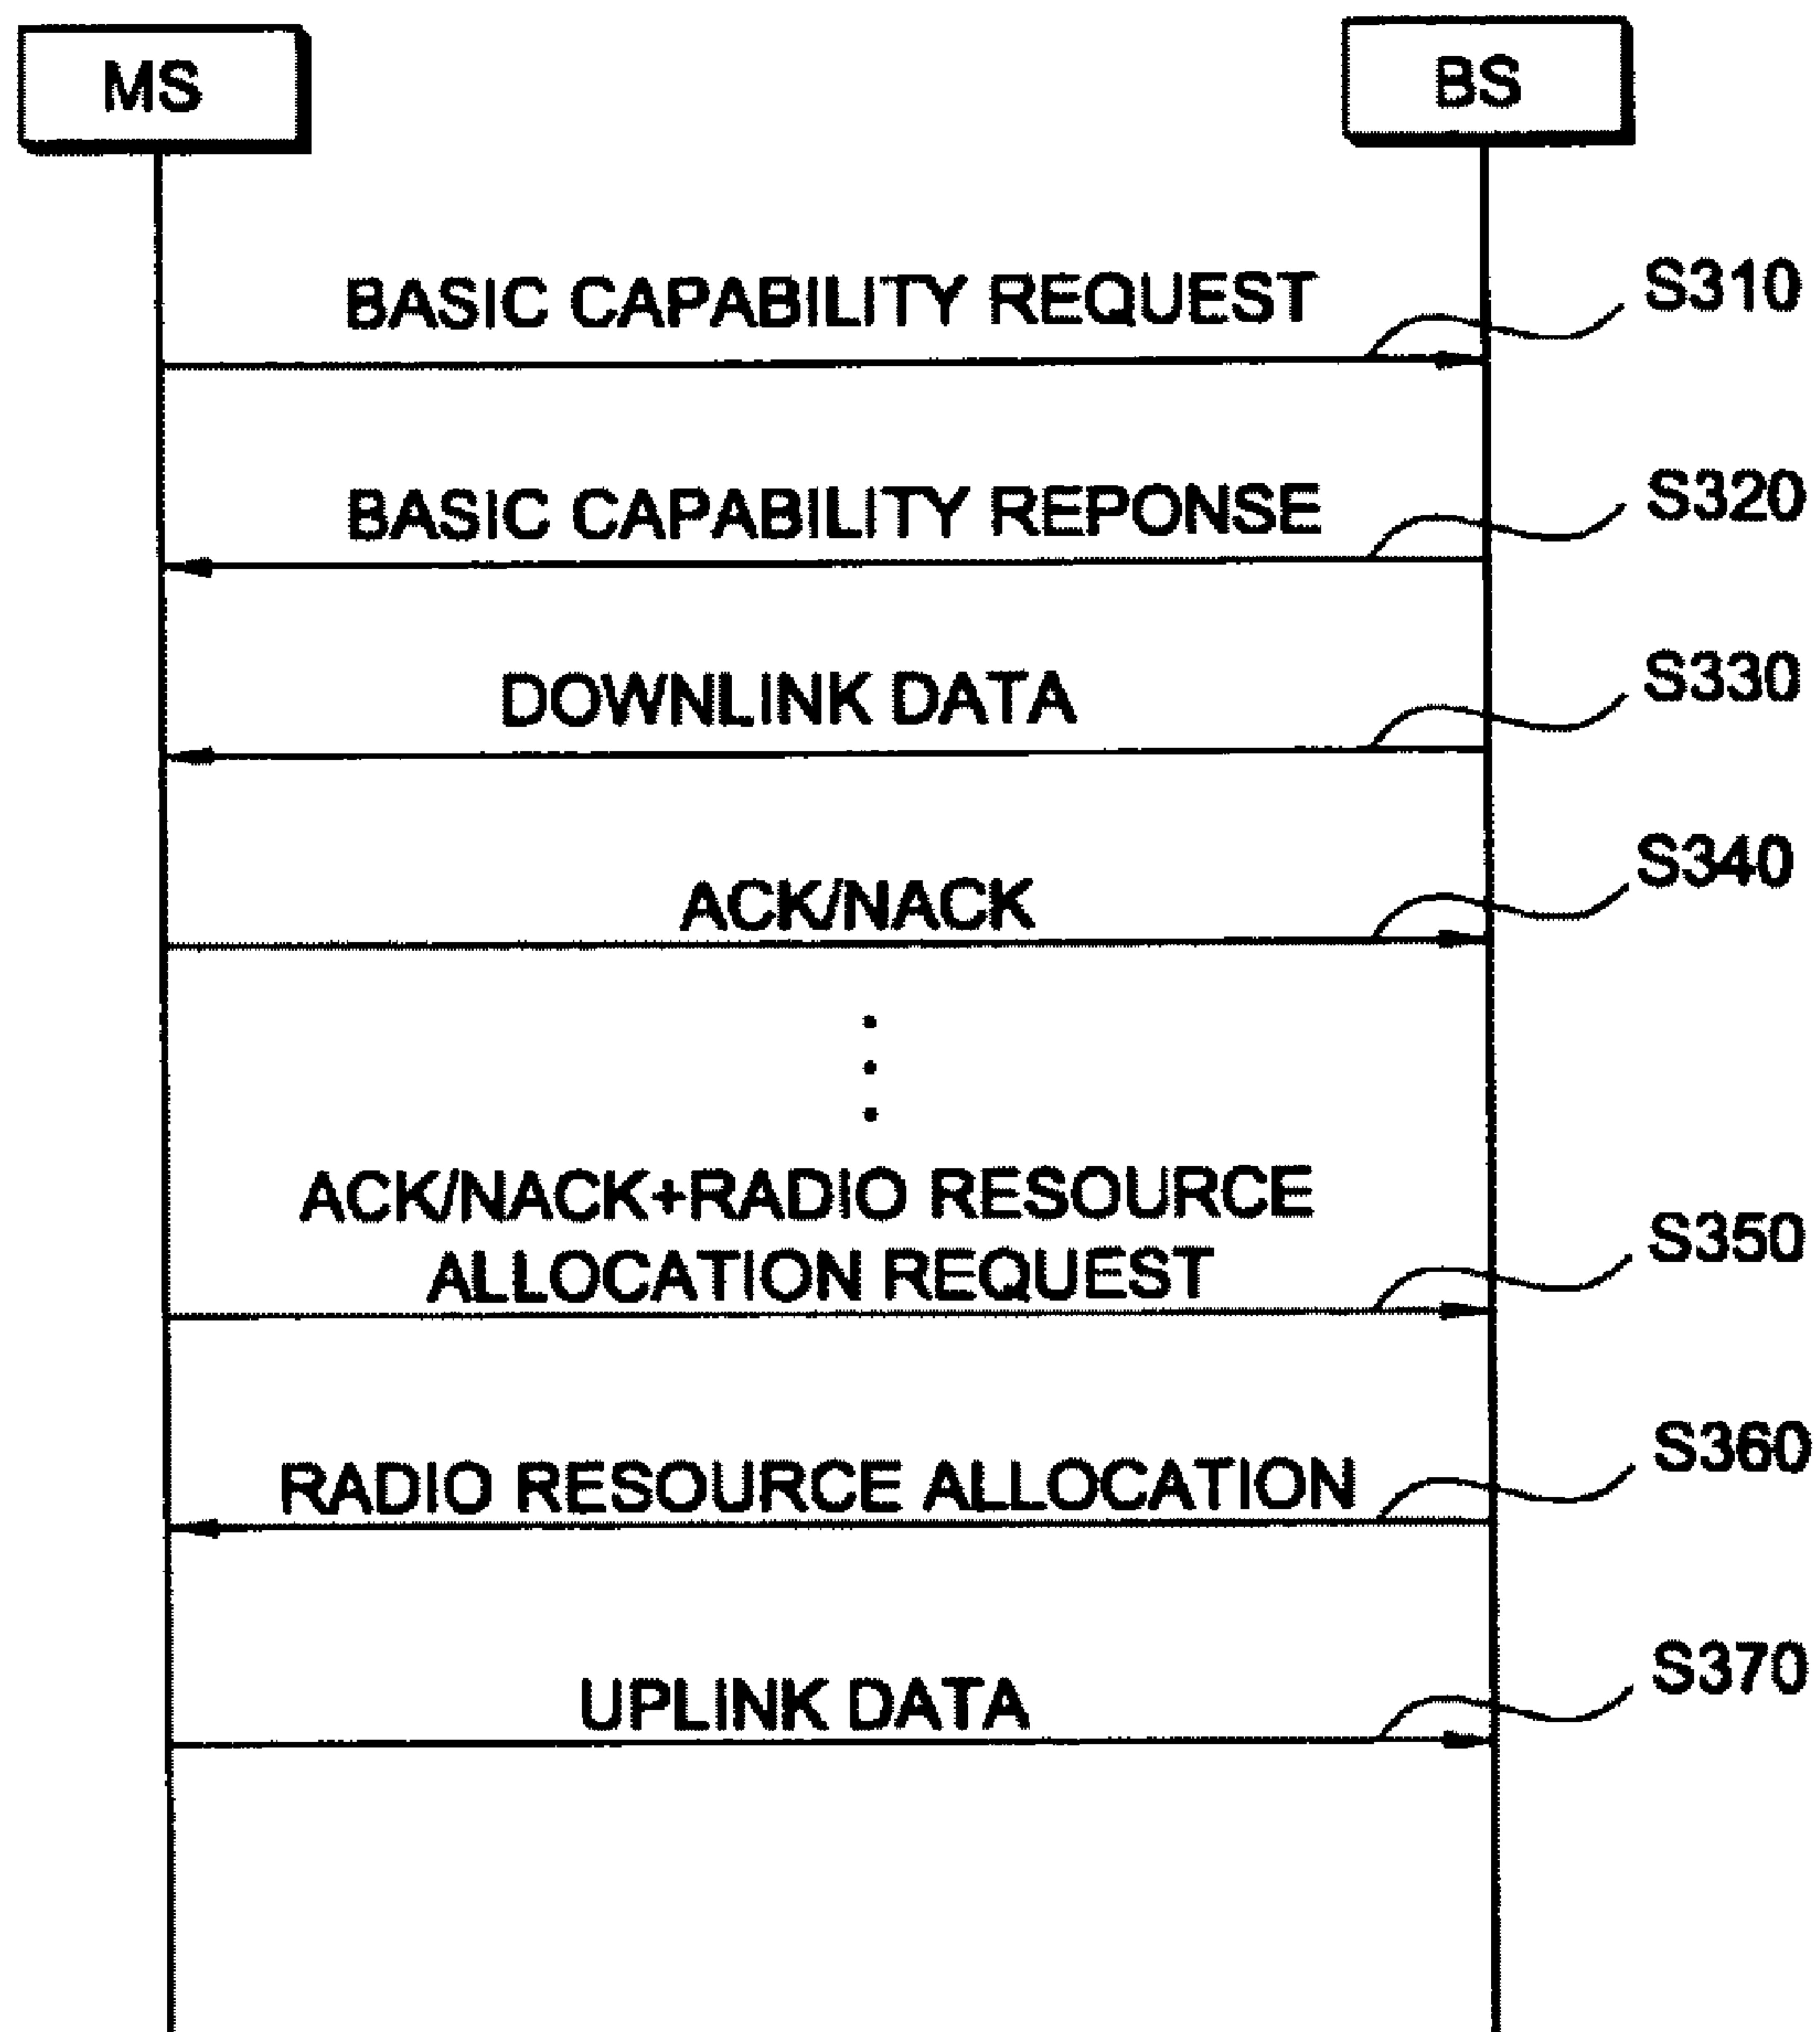 MS
BS
BASIC CAPABILITY REQUEST
S310
BASIC CAPABILITY REPONSE
S320
DOWNLINK DATA
S330
ACK/NACK
S340
ACK/NACK+RADIO RESOURCE
ALLOCATION REQUEST
S350
RADIO RESOURCE ALLOCATION
S360
UPLINK DATA
S370